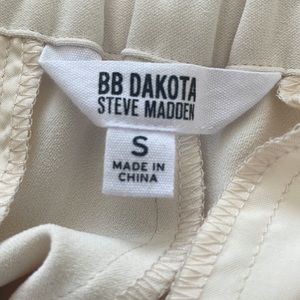 BB DAKOTA
STEVE MADDEN
S
MADE IN
CHINA